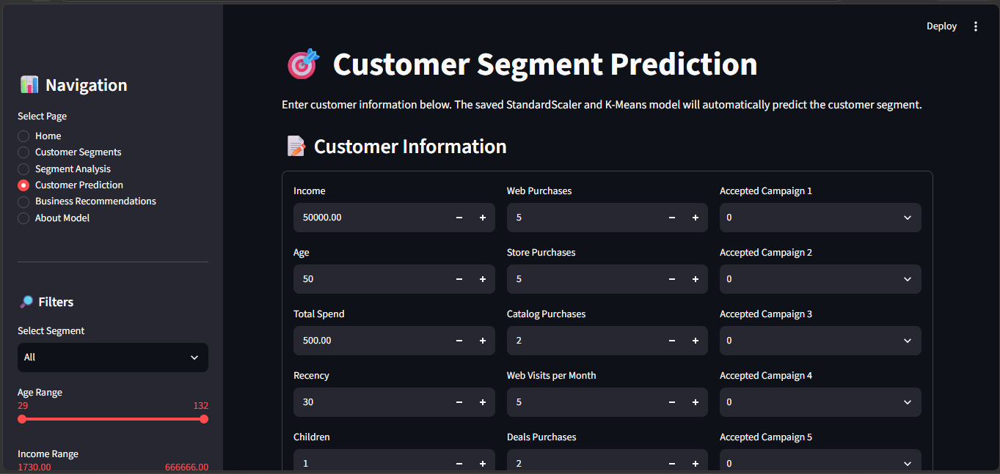 Deploy
Navigation
Select Page
Home
Customer Segments
Segment Analysis
Customer Prediction
Business Recommendations
About Model
Filters
Select Segment
All
Age Range
29 132
Income Range
1730.00 666666.00
Customer Segment Prediction
Enter customer information below. The saved StandardScaler and K-Means model will automatically predict the customer segment.
Customer Information
Income
50000.00
Web Purchases
5
Accepted Campaign 1
0
Age
50
Store Purchases
5
Accepted Campaign 2
0
Total Spend
500.00
Catalog Purchases
2
Accepted Campaign 3
0
Recency
30
Web Visits per Month
5
Accepted Campaign 4
0
Children
1
Deals Purchases
2
Accepted Campaign 5
0